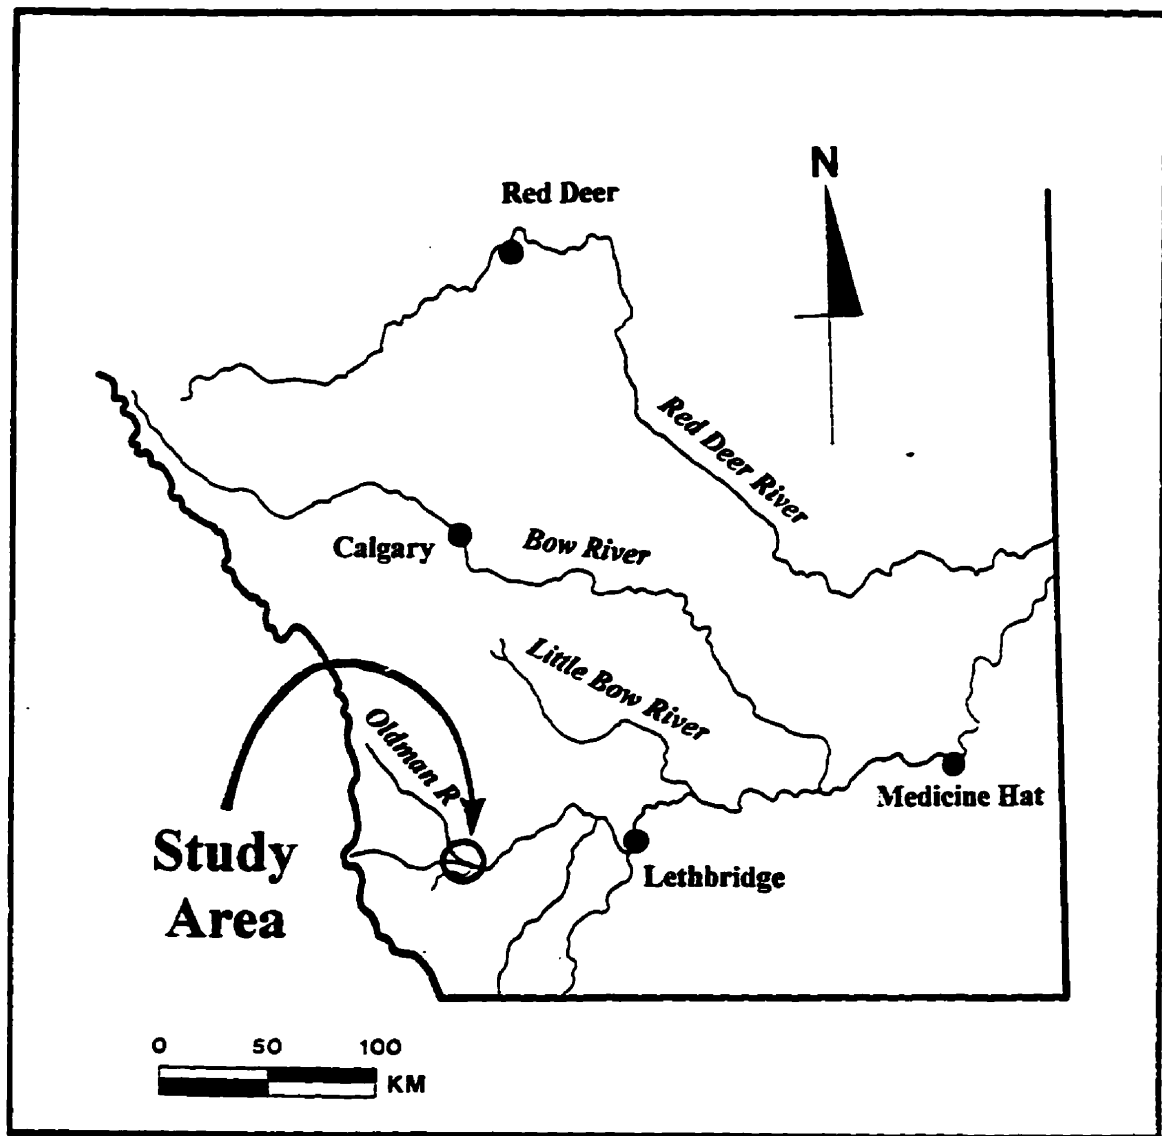 N
Red Deer
Red Deer River
Calgary
Bow River
Little Bow River
Oldman R
Medicine Hat
Study
Area
Lethbridge
0 50 100
KM